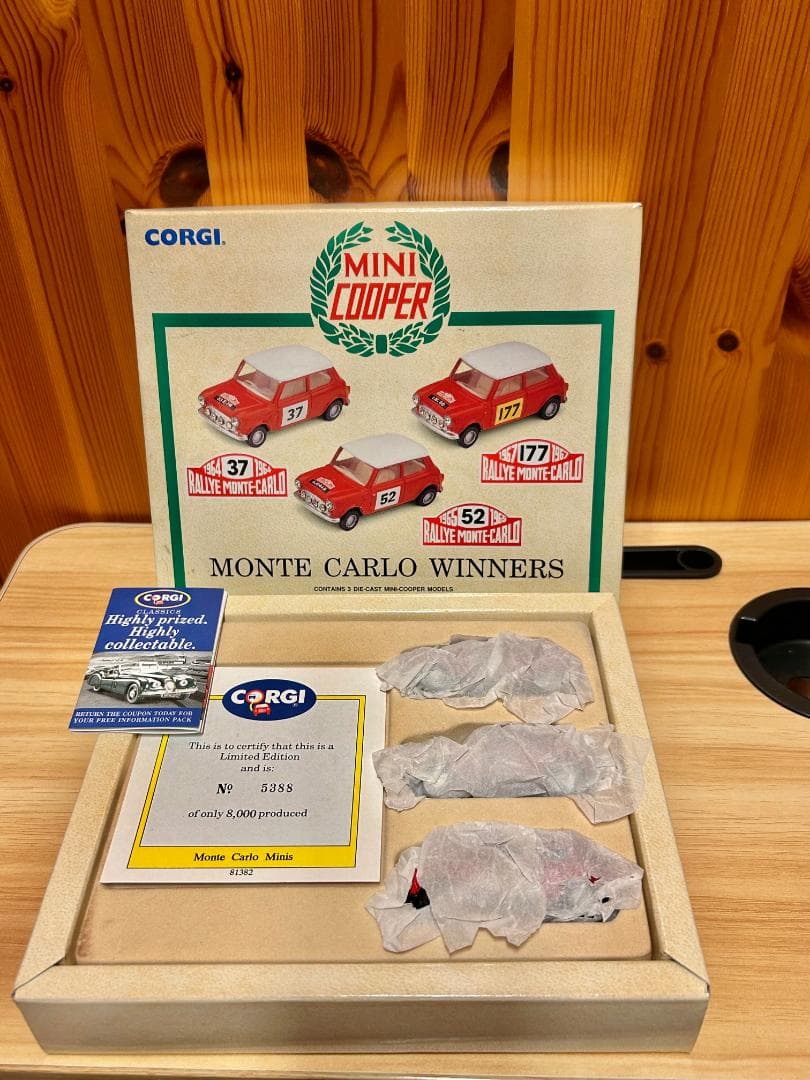 CORGI®
MINI
COOPER
37
177
52
1964 37 1964
RALLYE MONTE-CARLO
1967 177 1967
RALLYE MONTE-CARLO
1965 52 1965
RALLYE MONTE-CARLO
MONTE CARLO WINNERS
CONTAINS 3 DIE-CAST MINI-COOPER MODELS
CORGI
CLASSICS
Highly prized.
Highly
collectable.
RETURN THE COUPON TODAY FOR
YOUR FREE INFORMATION PACK
CORGI®
This is to certify that this is a
Limited Edition
and is:
Nº 5388
of only 8,000 produced
Monte Carlo Minis
81382